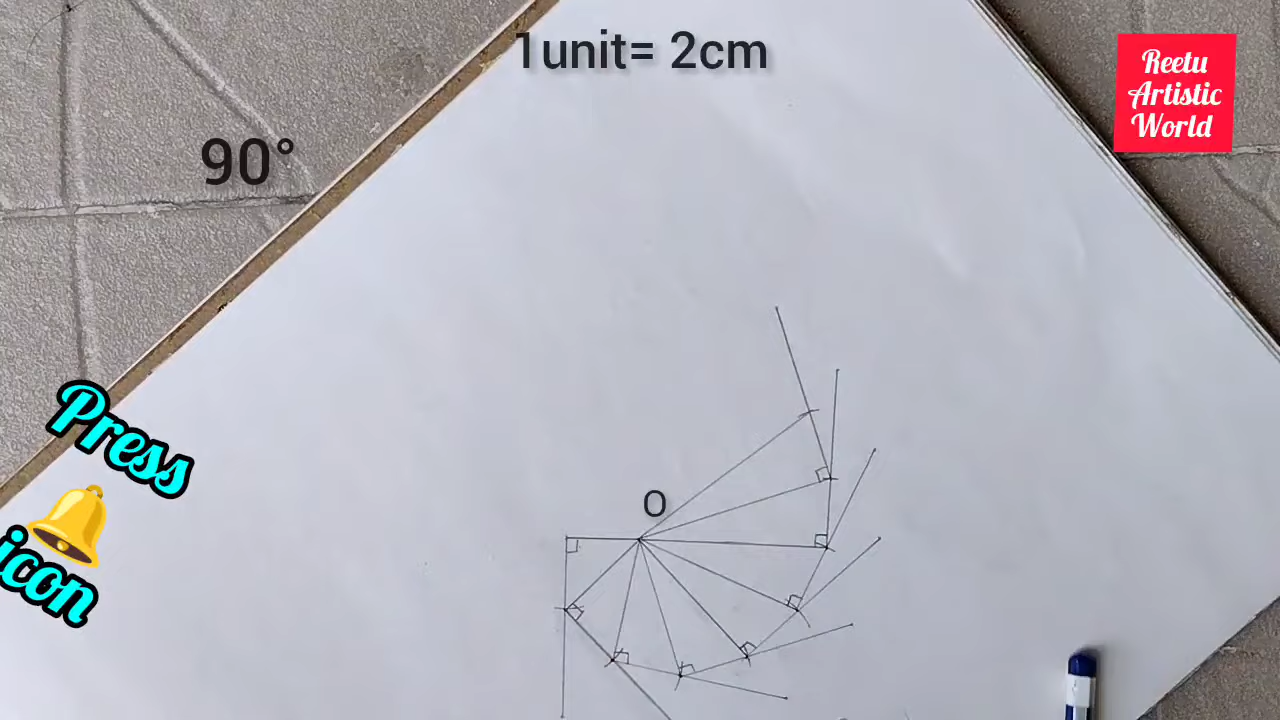 1unit= 2cm
Reetu
Artistic
World
90°
Press
icon
O